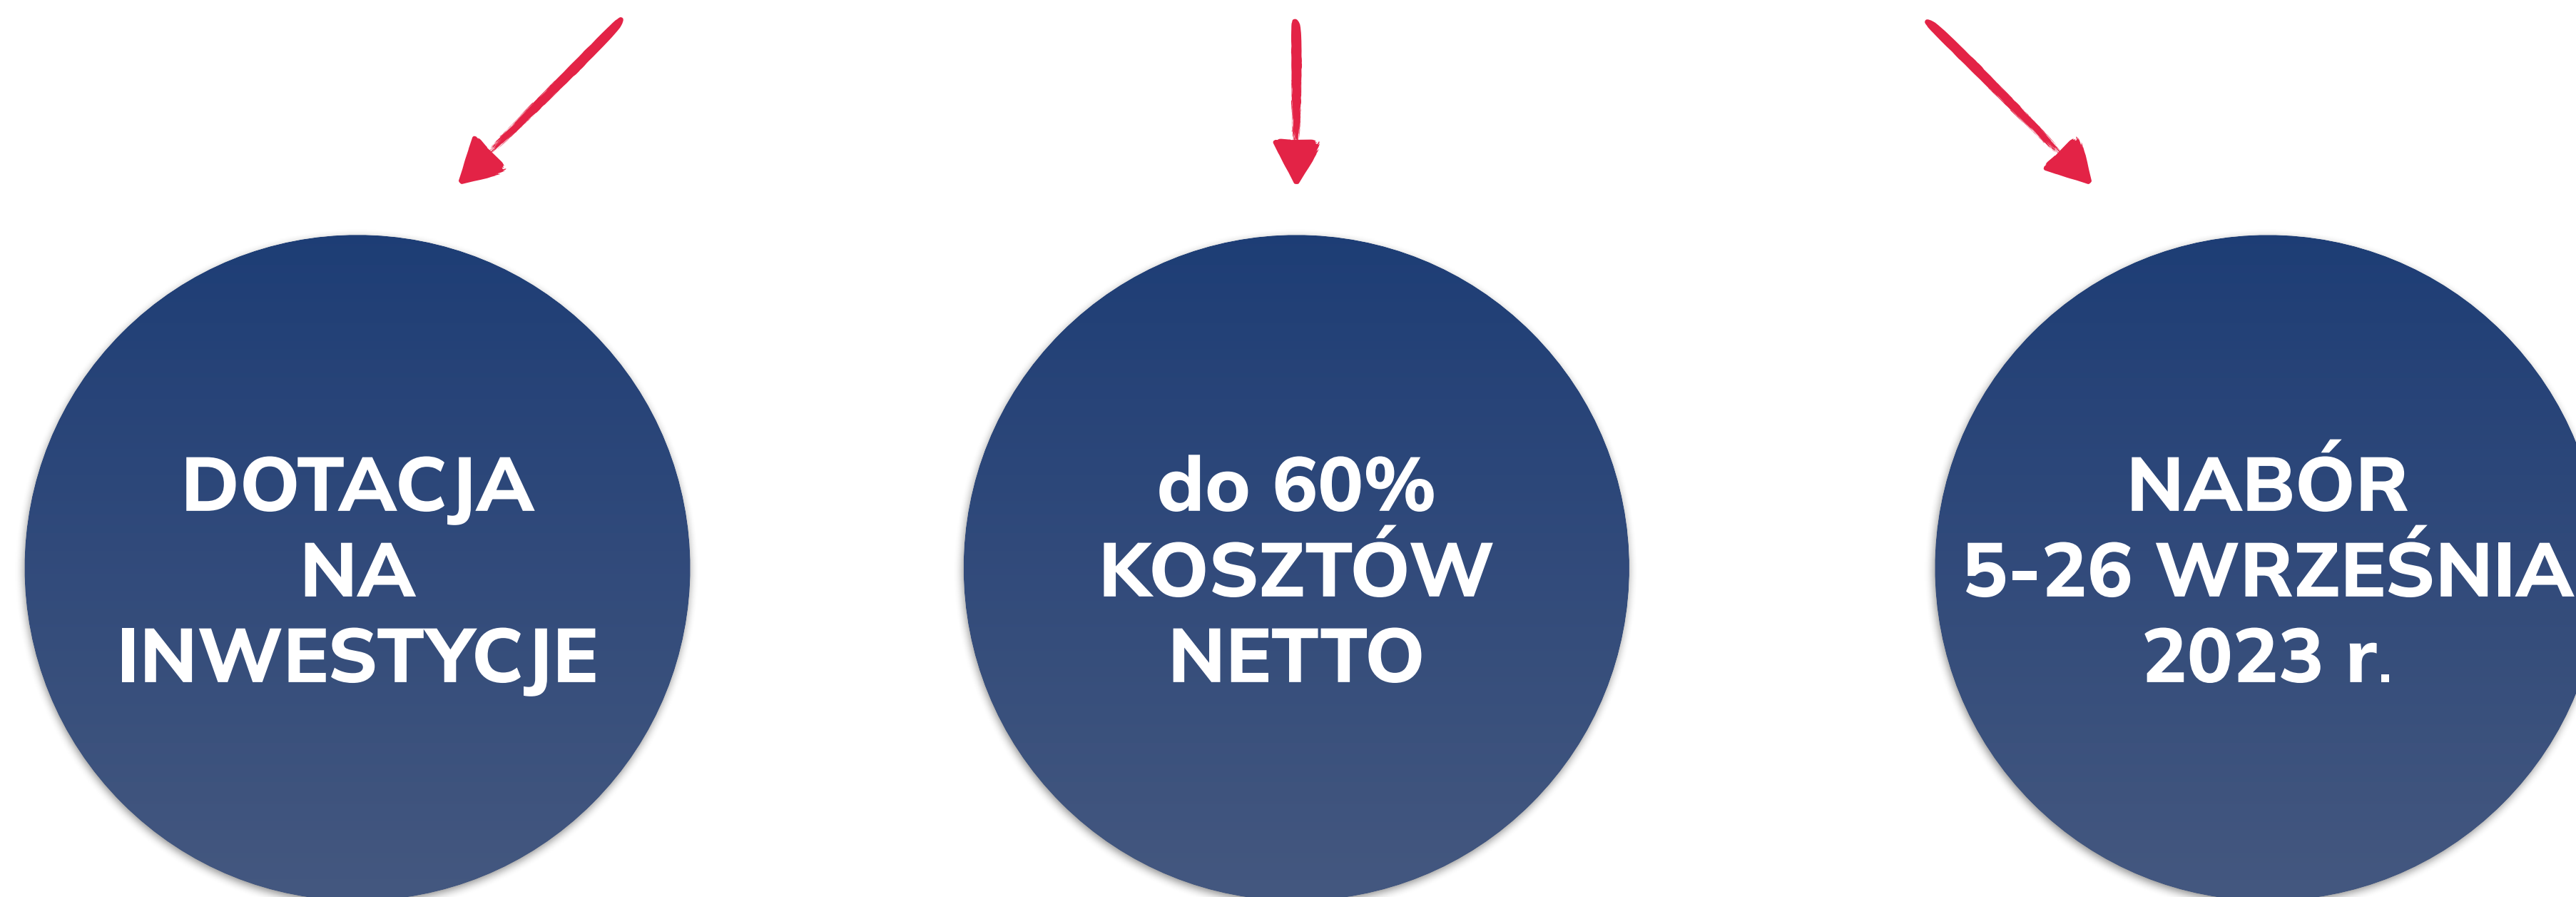 DOTACJA
NA
INWESTYCJE
do 60%
KOSZTÓW
NETTO
NABÓR
5-26 WRZEŚNIA
2023 r.